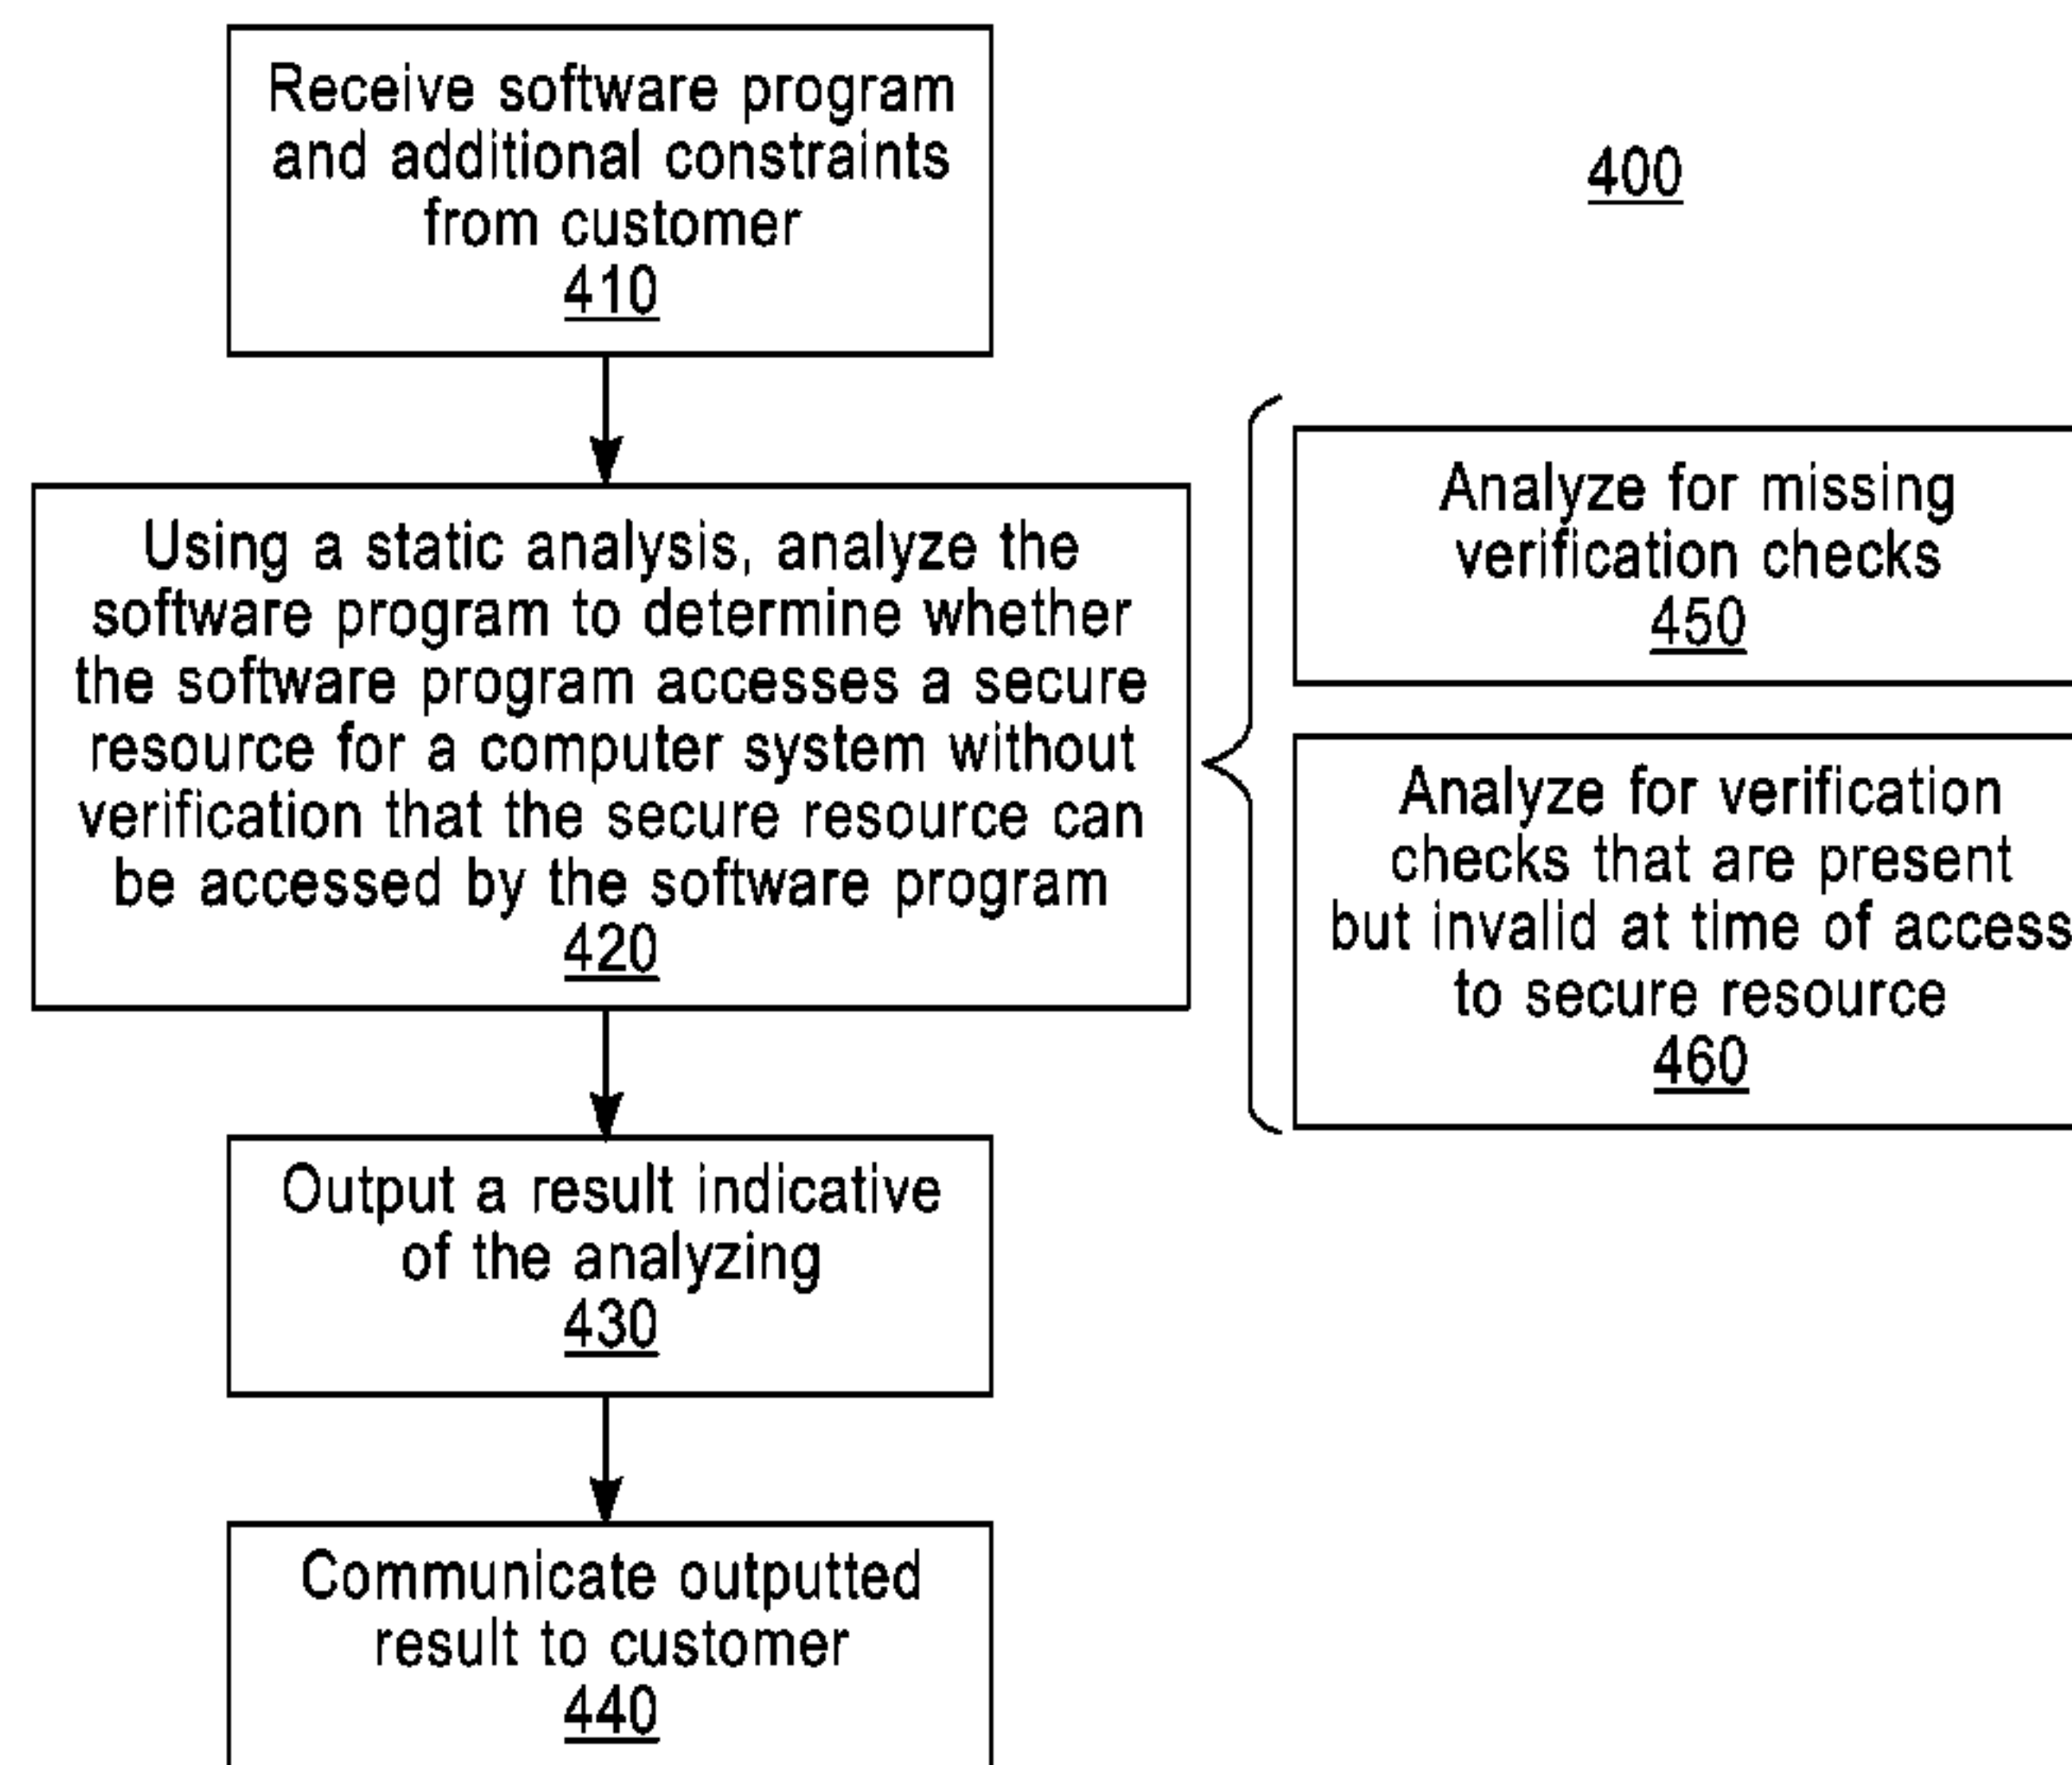 Receive software program
and additional constraints
from customer
410
400
Using a static analysis, analyze the
software program to determine whether
the software program accesses a secure
resource for a computer system without
verification that the secure resource can
be accessed by the software program
420
Analyze for missing
verification checks
450
Analyze for verification
checks that are present
but invalid at time of access
to secure resource
460
Output a result indicative
of the analyzing
430
Communicate outputted
result to customer
440